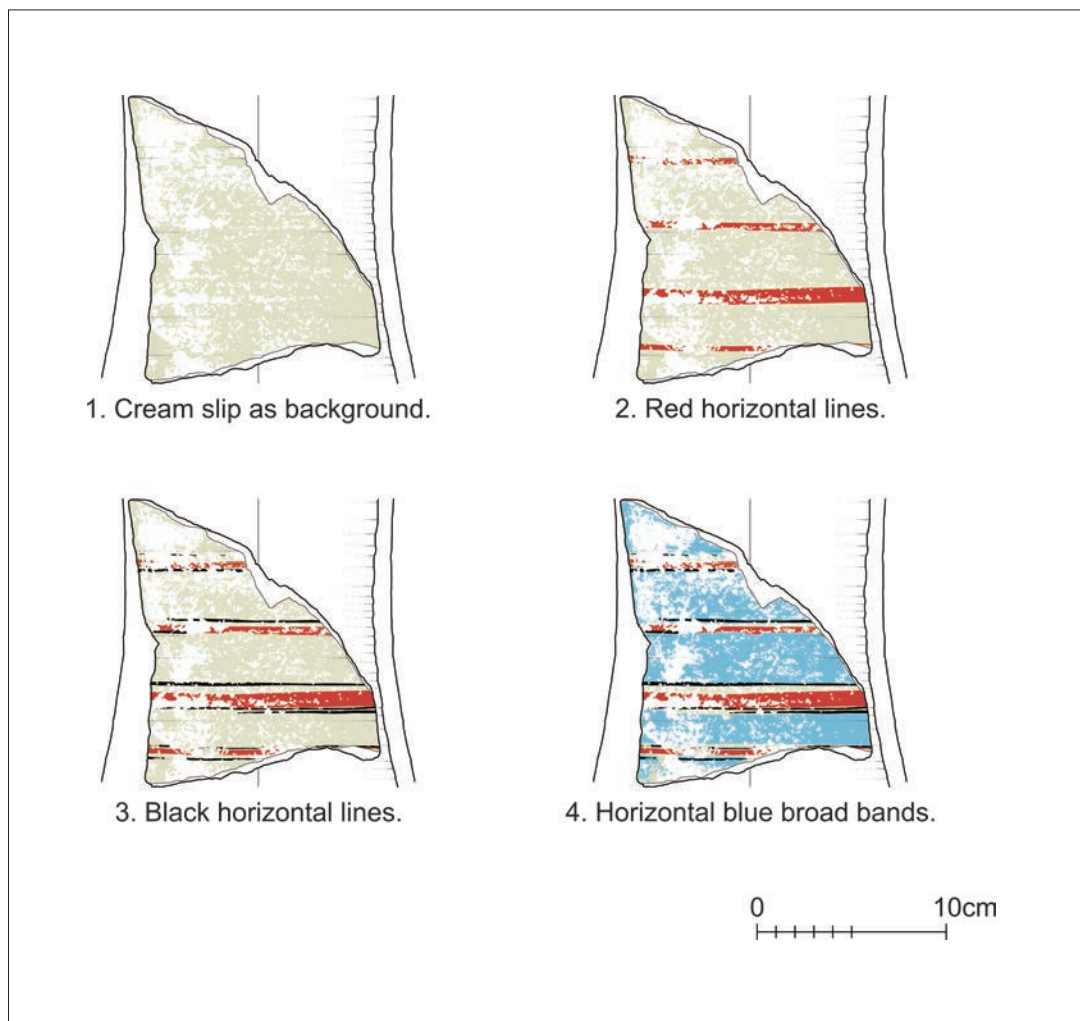 1. Cream slip as background.
2. Red horizontal lines.
3. Black horizontal lines.
4. Horizontal blue broad bands.
0 10cm